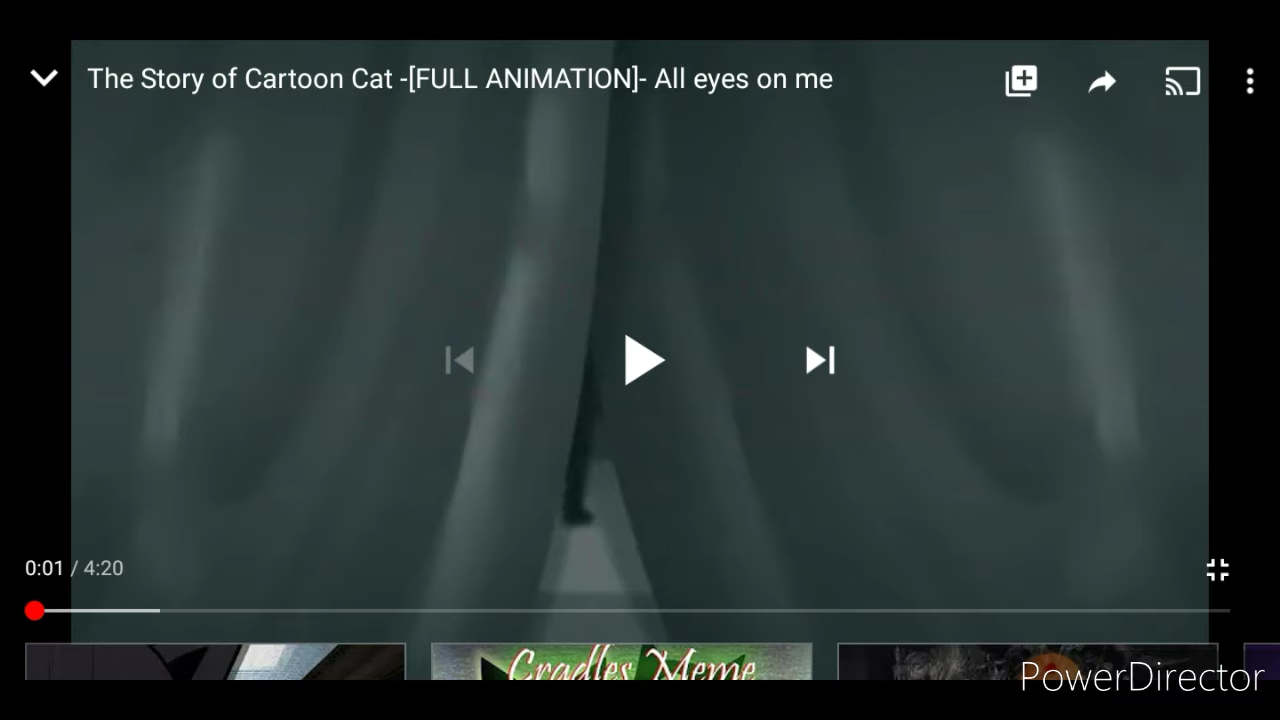 The Story of Cartoon Cat -[FULL ANIMATION]- All eyes on me
0:01 / 4:20
Cradles Meme
PowerDirector